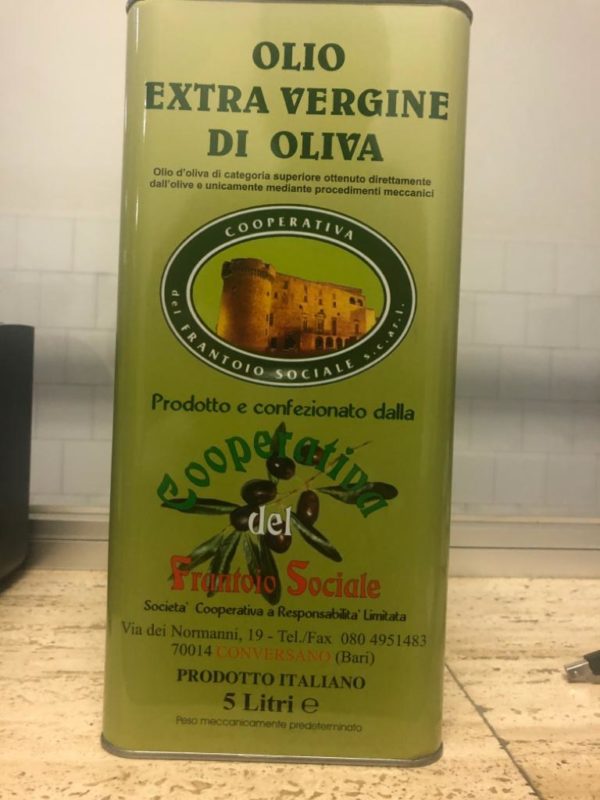 OLIO
EXTRA VERGINE
DI OLIVA
Olio d'oliva di categoria superiore ottenuto direttamente
dall'olive e unicamente mediante procedimenti meccanici
COOPERATIVA
del FRANTOIO SOCIALE s.c.ar.l.
Prodotto e confezionato dalla
Cooperativa
del
Frantoio Sociale
Societa' Cooperativa a Responsabilita' Limitata
Via dei Normanni, 19 - Tel./Fax 080 4951483
70014 CONVERSANO (Bari)
PRODOTTO ITALIANO
5 Litri ℮
Peso meccanicamente predeterminato